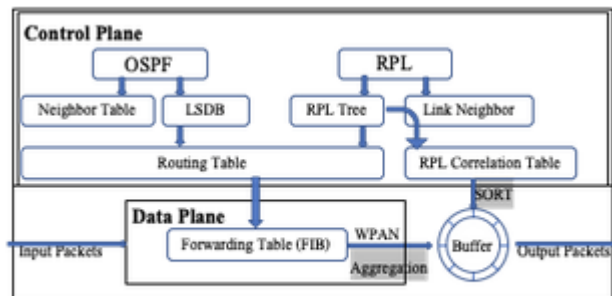 Control Plane
OSPF
RPL
Neighbor Table
LSDB
RPL Tree
Link Neighbor
Routing Table
RPL Correlation Table
SORT
Data Plane
Input Packets
Forwarding Table (FIB)
WPAN
Aggregation
Buffer
Output Packets